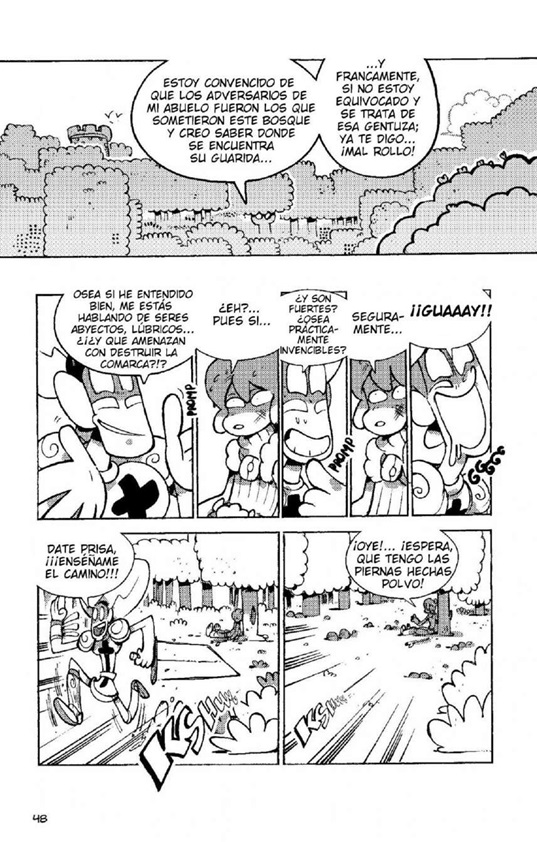 ESTOY CONVENCIDO DE
QUE LOS ADVERSARIOS DE
MI ABUELO FUERON LOS QUE
SOMETIERON ESTE BOSQUE
Y CREO SABER DONDE
SE ENCUENTRA
SU GUARIDA...
...Y
FRANCAMENTE,
SI NO ESTOY
EQUIVOCADO Y
SE TRATA DE
ESA GENTUZA;
YA TE DIGO...
¡MAL ROLLO!
OSEA SI HE ENTENDIDO
BIEN, ME ESTÁS
HABLANDO DE SERES
ABYECTOS, LÚBRICOS...
¿¡¿Y QUE AMENAZAN
CON DESTRUIR LA
COMARCA?!?
PAOMP
¿EH?...
PUES SI...
¿Y SON
FUERTES?
¿OSEA
PRÁCTICA-
MENTE
INVENCIBLES?
PAOMP
SEGURA-
MENTE...
¡¡GUAAAY!!
GGGG
DATE PRISA,
¡¡¡ENSÉÑAME
EL CAMINO!!!
KSHUUU
¡OYE!... ¡ESPERA,
QUE TENGO LAS
PIERNAS HECHAS
POLVO!
48